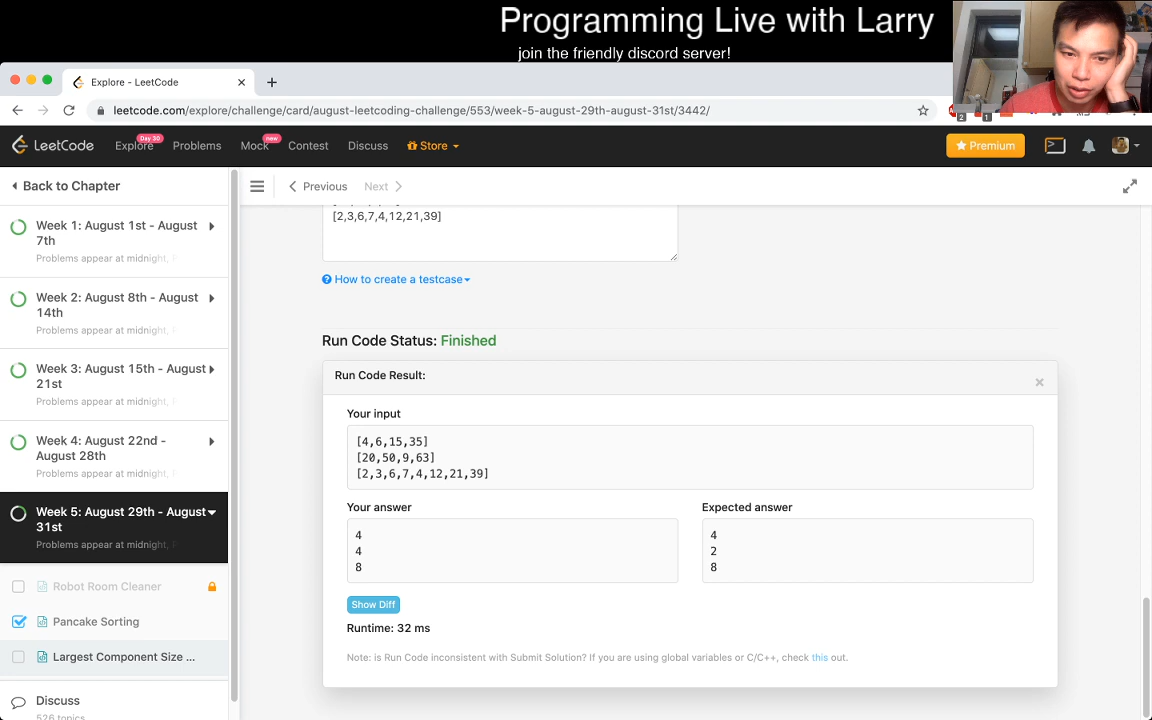 Programming Live with Larry
join the friendly discord server!
Explore - LeetCode
leetcode.com/explore/challenge/card/august-leetcoding-challenge/553/week-5-august-29th-august-31st/3442/
2
1
LeetCode
Explore
Day 30
Problems
Mock
new
Contest
Discuss
Store
Premium
Back to Chapter
Previous
Next
Week 1: August 1st - August
7th
Problems appear at midnight,
Week 2: August 8th - August
14th
Problems appear at midnight,
Week 3: August 15th - August
21st
Problems appear at midnight,
Week 4: August 22nd -
August 28th
Problems appear at midnight,
Week 5: August 29th - August
31st
Problems appear at midnight,
Robot Room Cleaner
Pancake Sorting
Largest Component Size ...
Discuss
526 topics
[2,3,6,7,4,12,21,39]
How to create a testcase
Run Code Status: Finished
Run Code Result:
×
Your input
[4,6,15,35]
[20,50,9,63]
[2,3,6,7,4,12,21,39]
Your answer
4
4
8
Expected answer
4
2
8
Show Diff
Runtime: 32 ms
Note: is Run Code inconsistent with Submit Solution? If you are using global variables or C/C++, check this out.